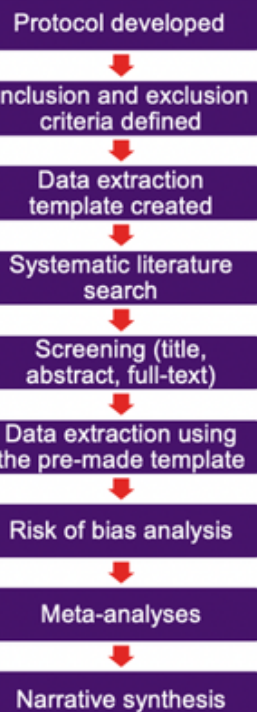 Protocol developed
nclusion and exclusion
criteria defined
Data extraction
template created
Systematic literature
search
Screening (title,
abstract, full-text)
Data extraction using
the pre-made template
Risk of bias analysis
Meta-analyses
Narrative synthesis